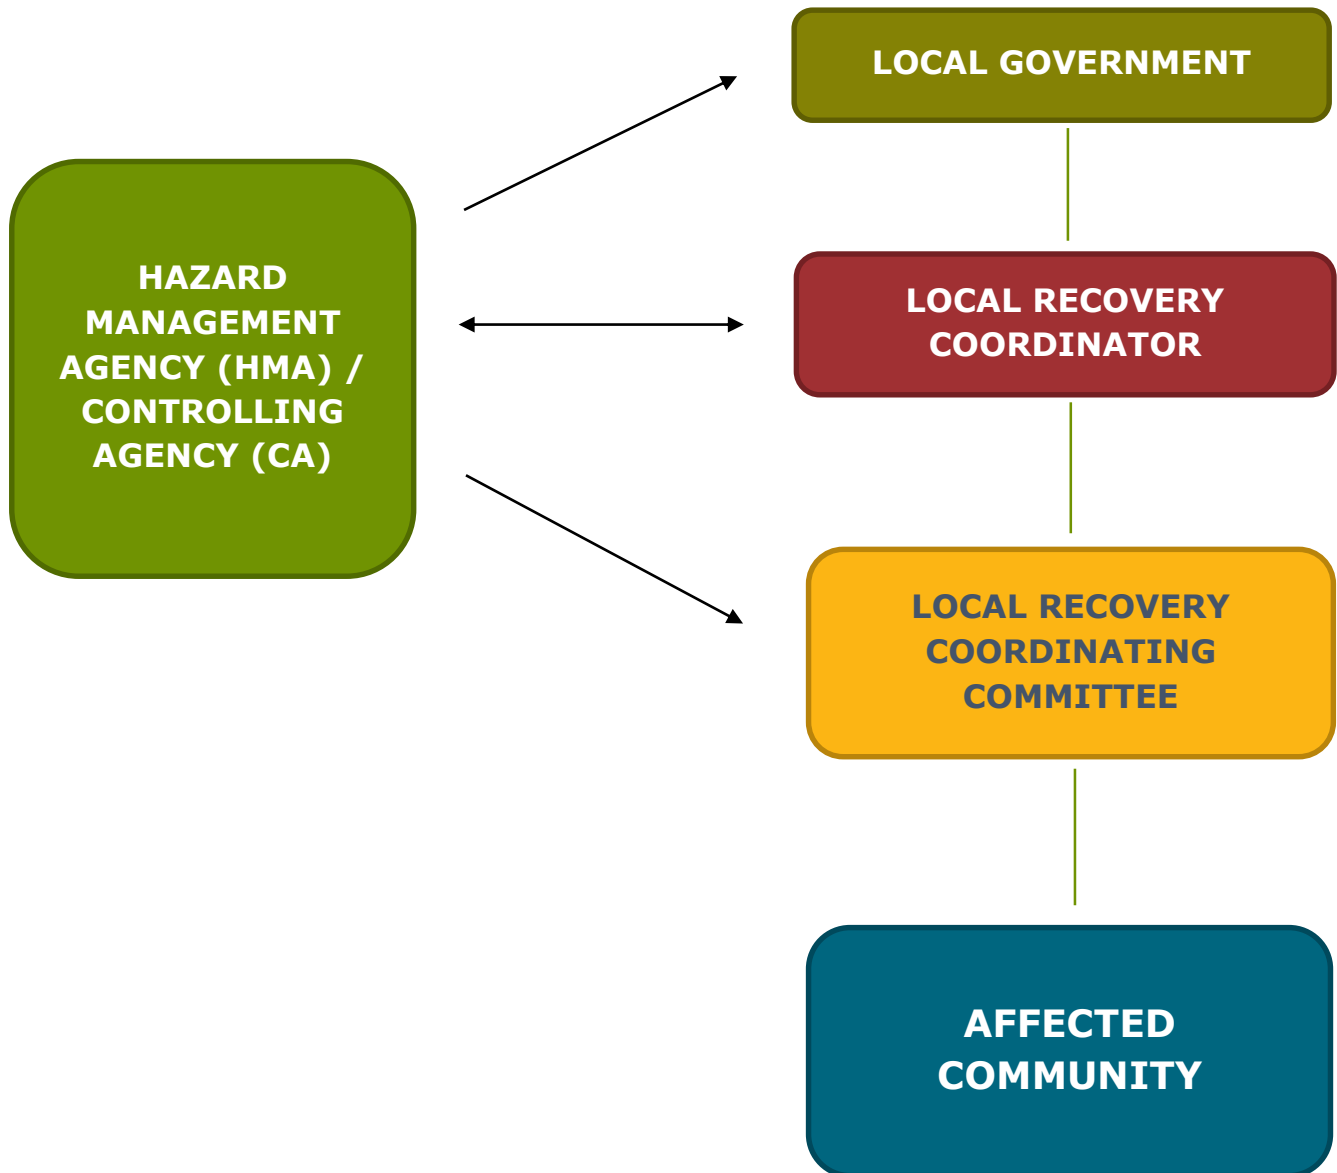 HAZARD
MANAGEMENT
AGENCY (HMA) /
CONTROLLING
AGENCY (CA)
LOCAL GOVERNMENT
LOCAL RECOVERY
COORDINATOR
LOCAL RECOVERY
COORDINATING
COMMITTEE
AFFECTED
COMMUNITY